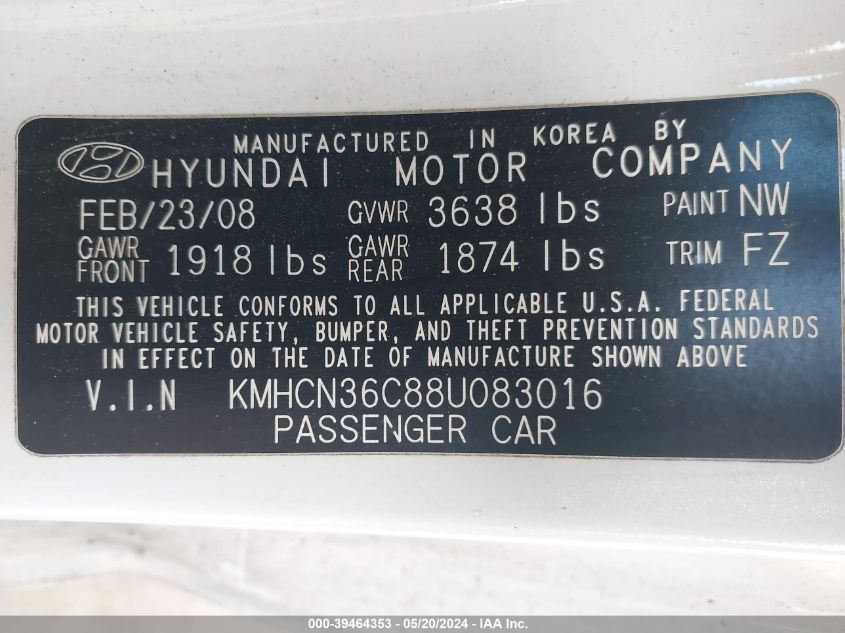 MANUFACTURED IN KOREA BY
HYUNDAI MOTOR COMPANY
FEB/23/08 GVWR 3638 lbs PAINT NW
GAWR FRONT 1918 lbs GAWR REAR 1874 lbs TRIM FZ
THIS VEHICLE CONFORMS TO ALL APPLICABLE U.S.A. FEDERAL
MOTOR VEHICLE SAFETY, BUMPER, AND THEFT PREVENTION STANDARDS
IN EFFECT ON THE DATE OF MANUFACTURE SHOWN ABOVE
V.I.N KMHCN36C88U083016
PASSENGER CAR
000-39464353 - 05/20/2024 - IAA Inc.